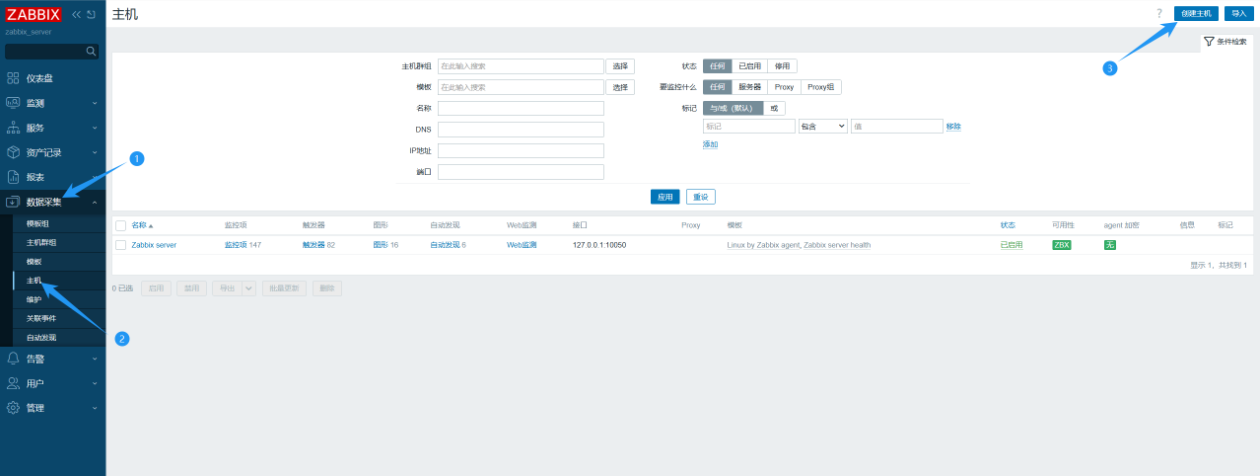 ZABBIX
zabbix_server
仪表盘
监测
服务
资产记录
报表
1
数据采集
模板组
主机群组
模板
主机
维护
2
关联事件
自动发现
告警
用户
管理
主机
? 创建主机 导入
3
条件检索
主机群组 在此输入搜索 选择
模板 在此输入搜索 选择
名称
DNS
IP地址
端口
状态 任何 已启用 停用
要监控什么 任何 服务器 Proxy Proxy组
标记 与/或（默认） 或
标记 包含 值 移除
添加
应用 重设
名称 监控项 触发器 图形 自动发现 Web监测 接口 Proxy 模板 状态 可用性 agent 加密 信息 标记
Zabbix server 监控项 147 触发器 82 图形 16 自动发现 6 Web监测 127.0.0.1:10050 Linux by Zabbix agent, Zabbix server health 已启用 ZBX 无
显示 1，共找到 1
0 已选 启用 禁用 导出 批量更新 删除